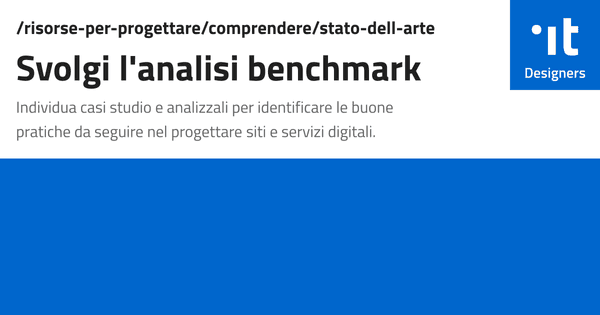 /risorse-per-progettare/comprendere/stato-dell-arte
Svolgi l'analisi benchmark
Individua casi studio e analizzali per identificare le buone
pratiche da seguire nel progettare siti e servizi digitali.
.it
Designers